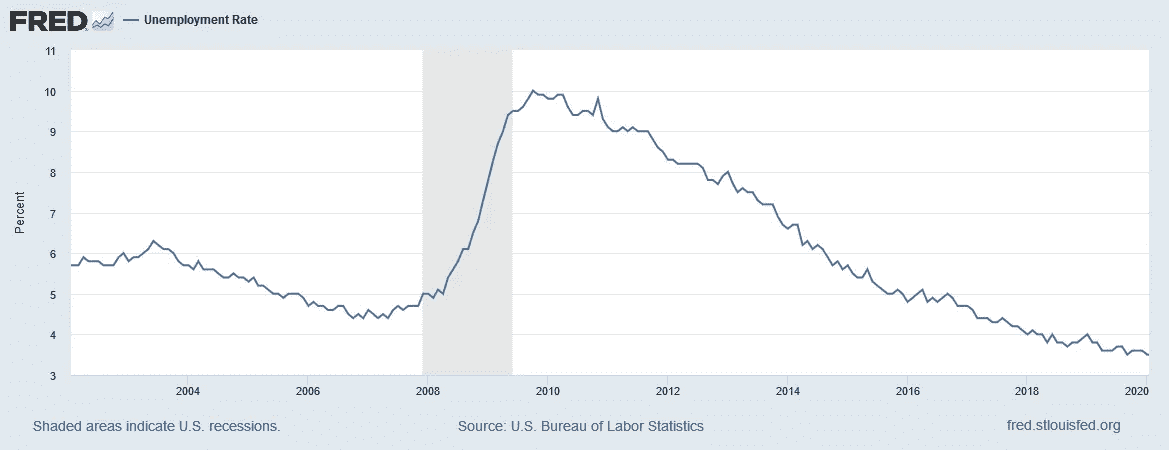 FRED — Unemployment Rate
11
10
9
8
7
6
5
4
3
Percent
2004 2006 2008 2010 2012 2014 2016 2018 2020
Shaded areas indicate U.S. recessions. Source: U.S. Bureau of Labor Statistics fred.stlouisfed.org